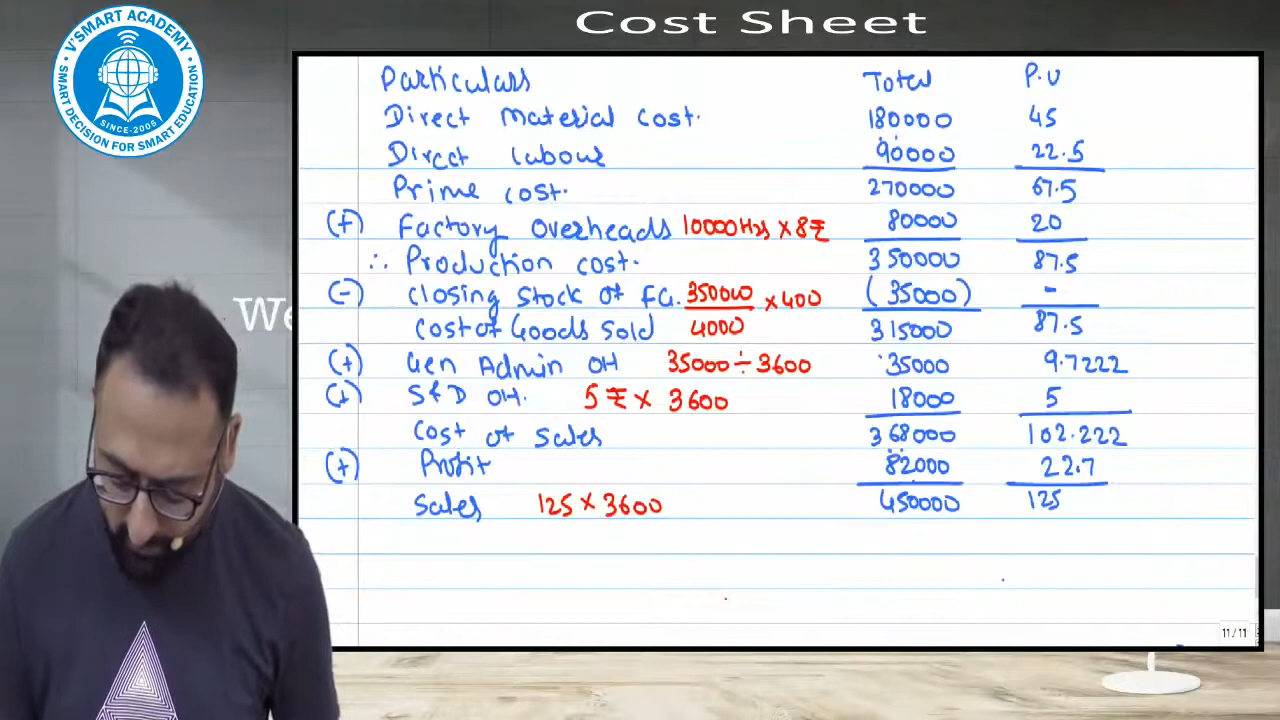 Cost Sheet
V'SMART ACADEMY
SMART DECISION FOR SMART EDUCATION
SINCE-2005
We
Particulars Total P.U
Direct Material Cost. 180000 45
Direct labour 90000 22.5
Prime cost. 270000 67.5
(+) Factory Overheads 10000 Hrs × 8₹ 80000 20
∴ Production cost. 350000 87.5
(-) Closing Stock of FG. 350000/4000 × 400 (35000) -
Cost of Goods sold 315000 87.5
(+) Gen Admin OH 35000 ÷ 3600 35000 9.7222
(+) S&D OH. 5₹ × 3600 18000 5
Cost of Sales 368000 102.222
(+) Profit 82000 22.7
Sales 125 × 3600 450000 125
11/11